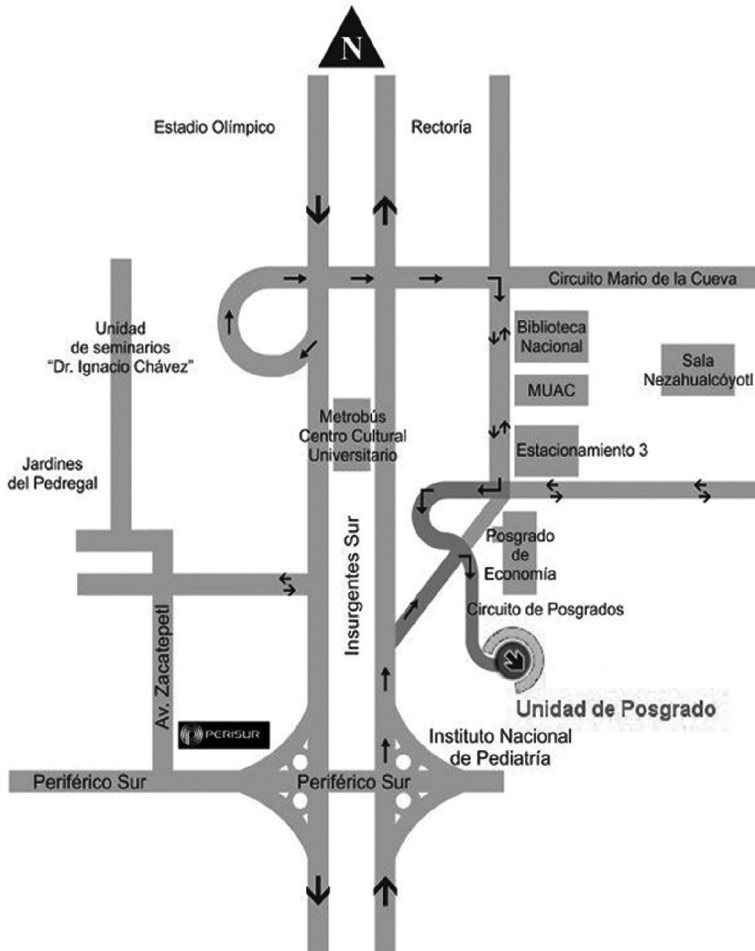 N
Estadio Olímpico
Rectoría
Circuito Mario de la Cueva
Unidad
de seminarios
“Dr. Ignacio Chávez”
Biblioteca
Nacional
Sala
Nezahualcóyotl
MUAC
Metrobús
Centro Cultural
Universitario
Estacionamiento 3
Jardines
del Pedregal
Posgrado
de
Economía
Insurgentes Sur
Circuito de Posgrados
Av. Zacatepetl
Unidad de Posgrado
PERISUR
Instituto Nacional
de Pediatría
Periférico Sur
Periférico Sur